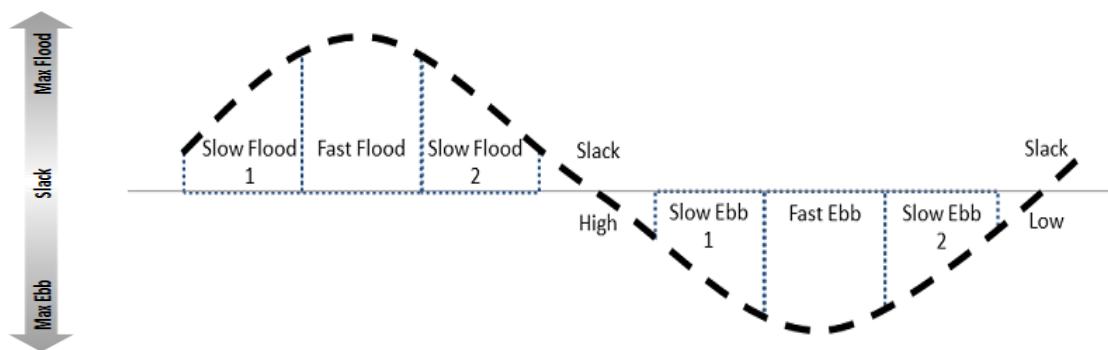 Max Flood
Slack
Max Ebb
Slow Flood
1
Fast Flood
Slow Flood
2
Slack
High
Slow Ebb
1
Fast Ebb
Slow Ebb
2
Slack
Low